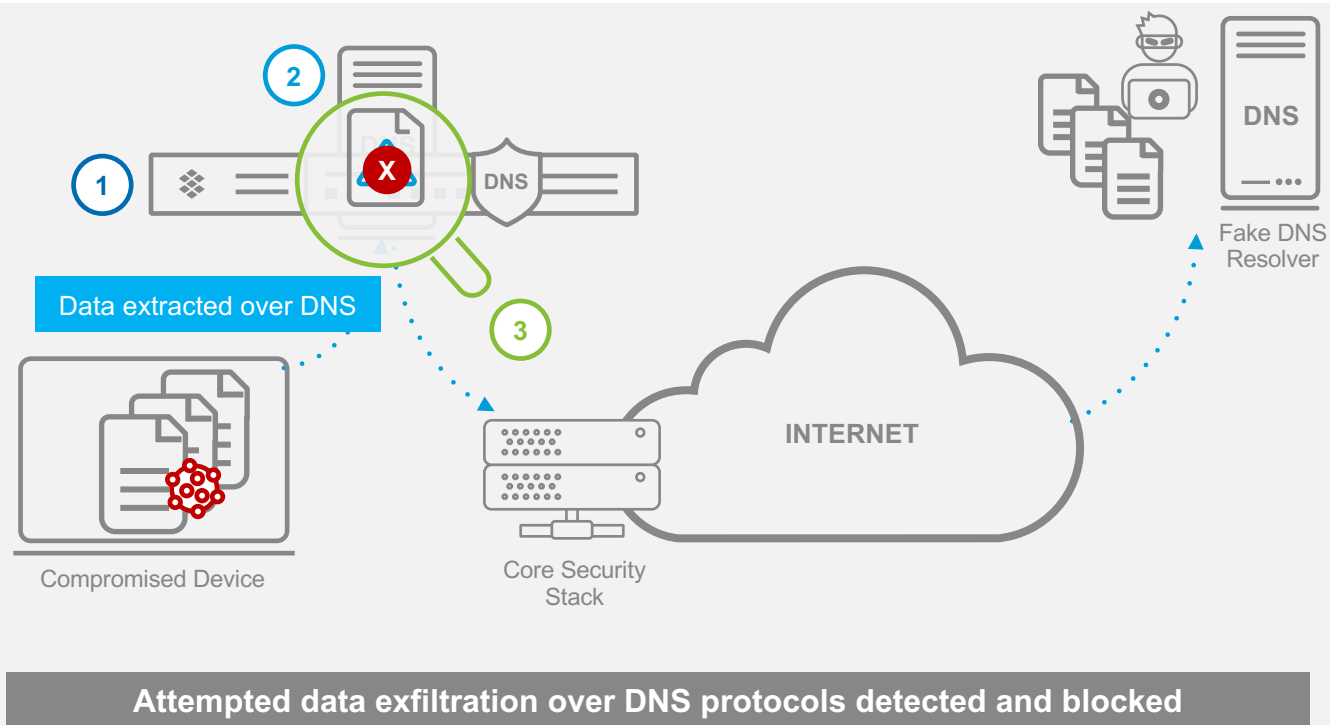 2
DNS
X
1
DNS
DNS
Fake DNS
Resolver
Data extracted over DNS
3
INTERNET
Compromised Device
Core Security
Stack
Attempted data exfiltration over DNS protocols detected and blocked